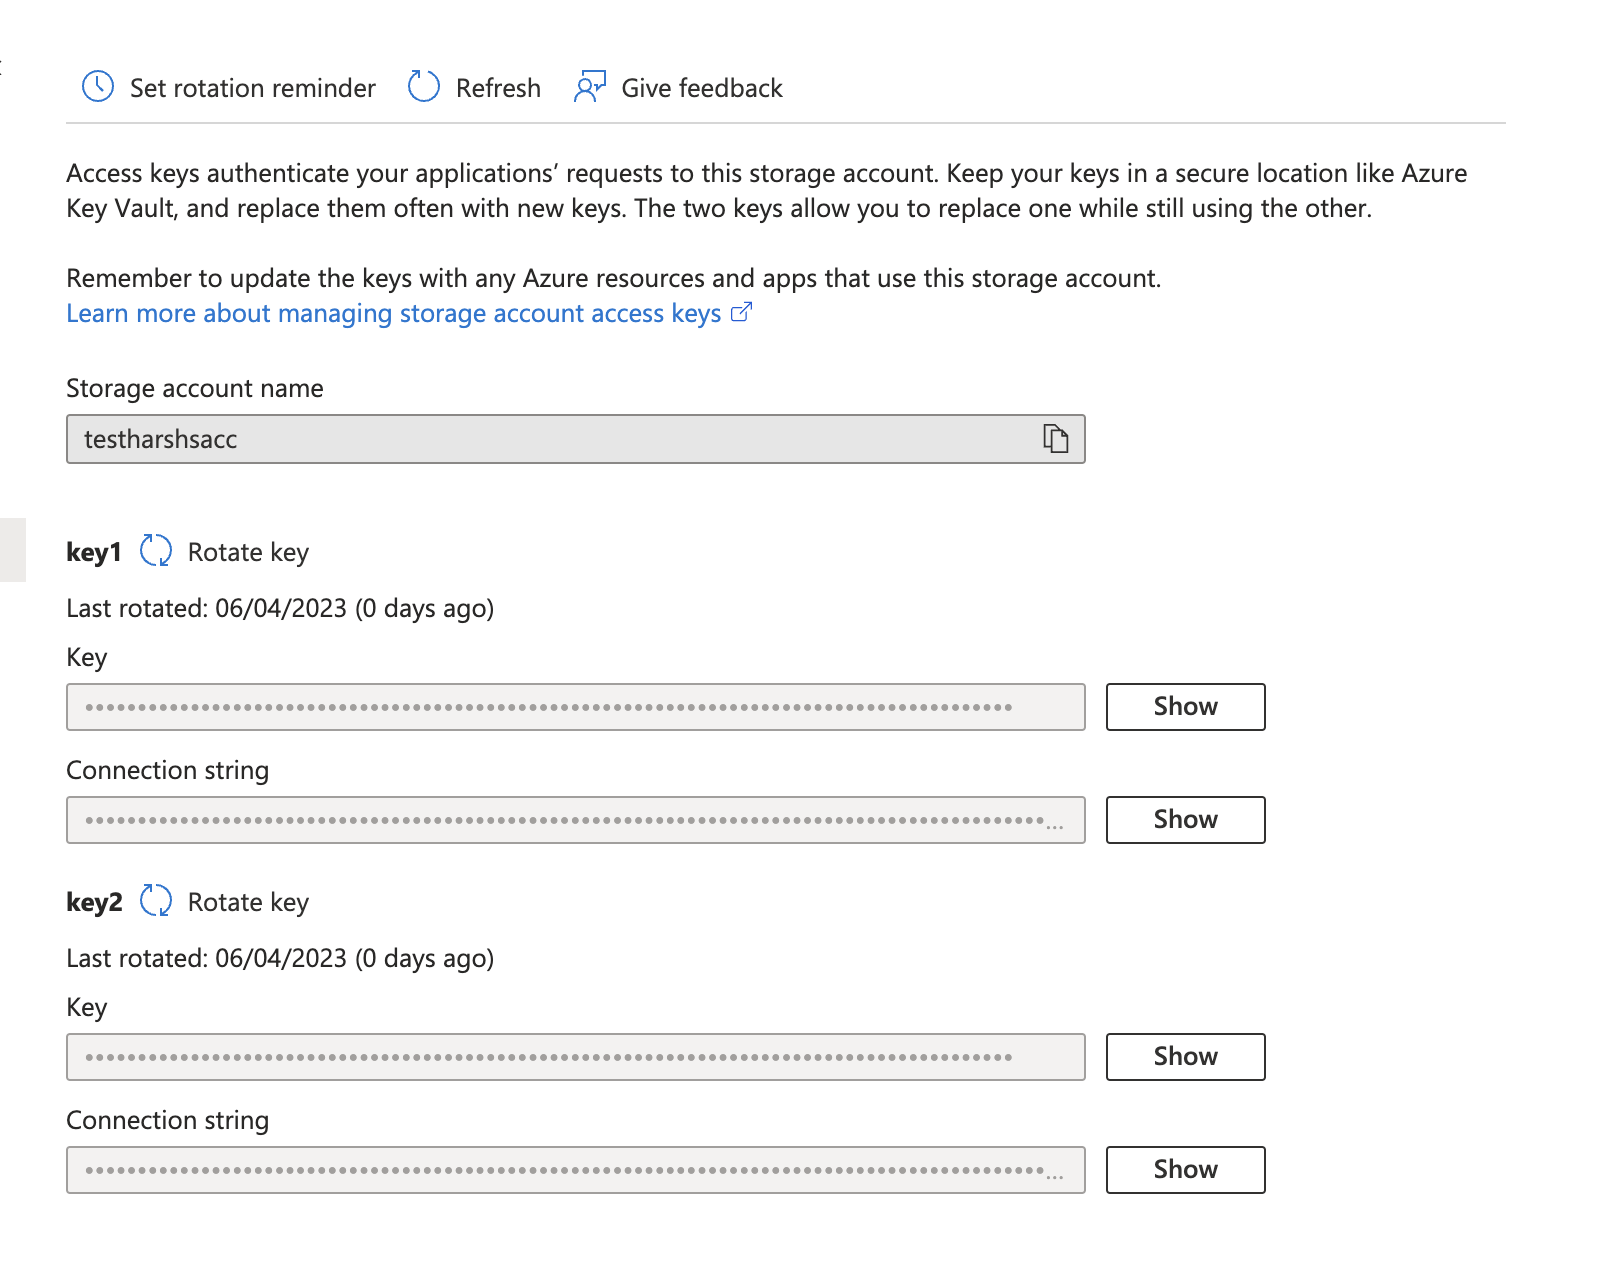 Set rotation reminder Refresh Give feedback
Access keys authenticate your applications’ requests to this storage account. Keep your keys in a secure location like Azure
Key Vault, and replace them often with new keys. The two keys allow you to replace one while still using the other.
Remember to update the keys with any Azure resources and apps that use this storage account.
Learn more about managing storage account access keys
Storage account name
testharshsacc
key1 Rotate key
Last rotated: 06/04/2023 (0 days ago)
Key
Show
Connection string
... Show
key2 Rotate key
Last rotated: 06/04/2023 (0 days ago)
Key
Show
Connection string
... Show